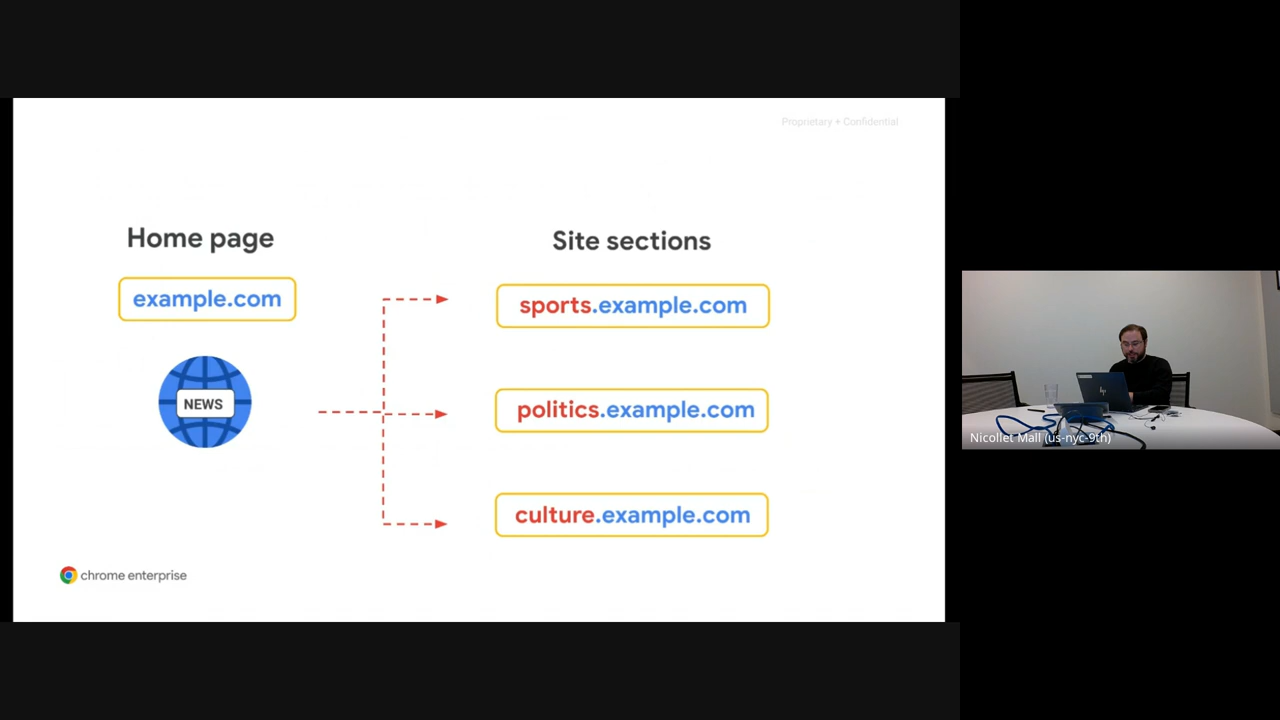 Proprietary + Confidential
Home page
Site sections
example.com
sports.example.com
NEWS
politics.example.com
culture.example.com
chrome enterprise
hp
Nicollet Mall (us-nyc-9th)